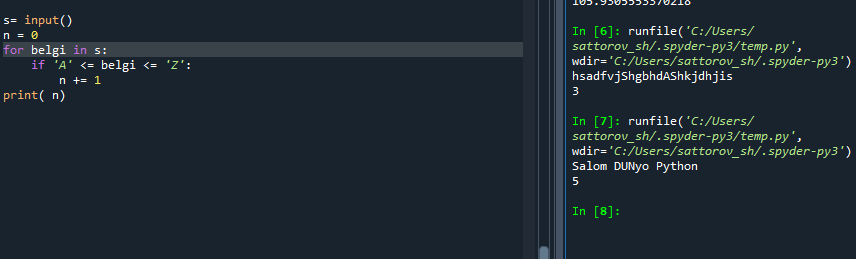 s= input()
n = 0
for belgi in s:
    if 'A' <= belgi <= 'Z':
        n += 1
print( n)
105.9305553370218
In [6]: runfile('C:/Users/
sattorov_sh/.spyder-py3/temp.py',
wdir='C:/Users/sattorov_sh/.spyder-py3')
hsadfvjShgbhdAShkjdhjis
3
In [7]: runfile('C:/Users/
sattorov_sh/.spyder-py3/temp.py',
wdir='C:/Users/sattorov_sh/.spyder-py3')
Salom DUNyo Python
5
In [8]: